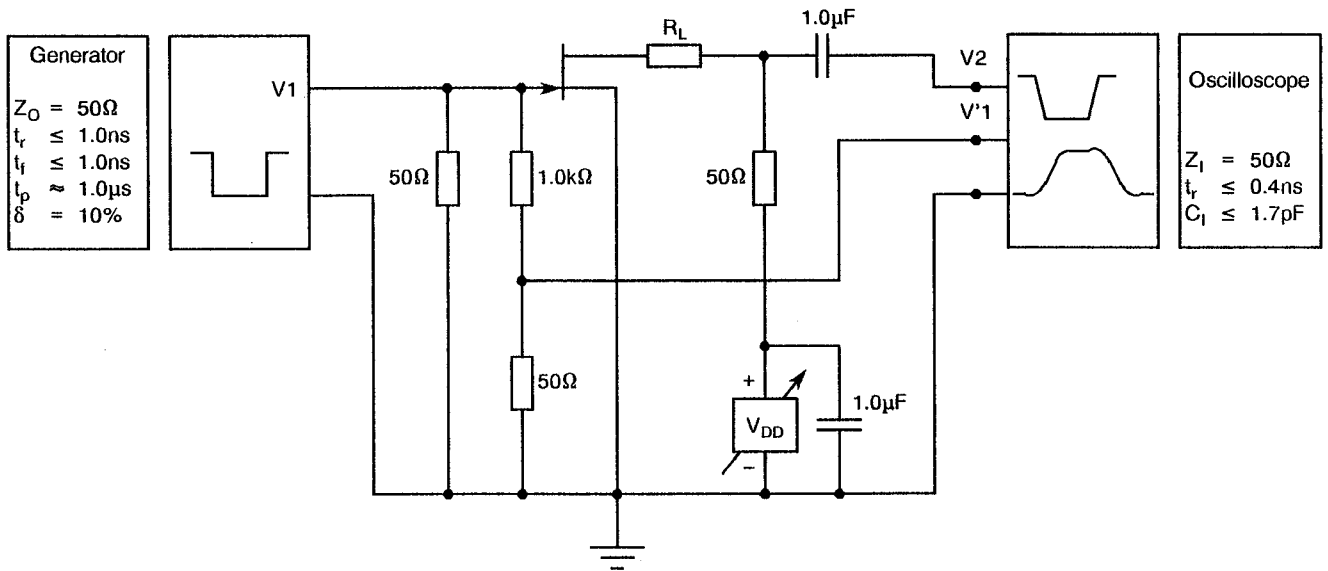 Generator
Z_O = 50Ω
t_r ≤ 1.0ns
t_f ≤ 1.0ns
t_p ≈ 1.0µs
δ = 10%
V1
50Ω
1.0kΩ
50Ω
R_L
1.0µF
50Ω
+
V_DD
−
1.0µF
V2
V'1
Oscilloscope
Z_I = 50Ω
t_r ≤ 0.4ns
C_I ≤ 1.7pF